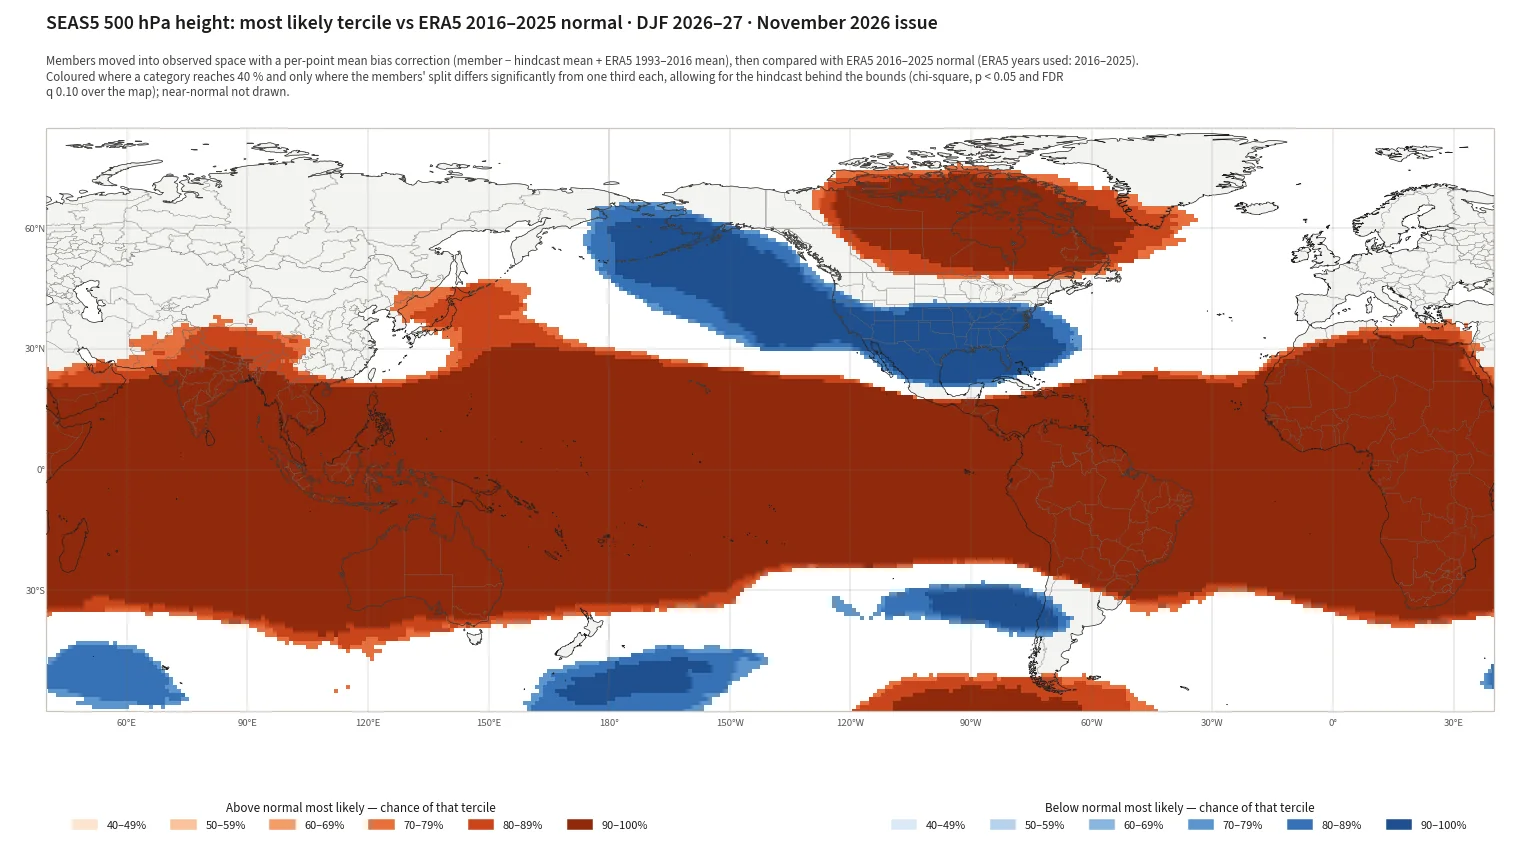 SEAS5 500 hPa height: most likely tercile vs ERA5 2016–2025 normal · DJF 2026–27 · November 2026 issue
Members moved into observed space with a per-point mean bias correction (member − hindcast mean + ERA5 1993–2016 mean), then compared with ERA5 2016–2025 normal (ERA5 years used: 2016–2025).
Coloured where a category reaches 40 % and only where the members' split differs significantly from one third each, allowing for the hindcast behind the bounds (chi-square, p < 0.05 and FDR
q 0.10 over the map); near-normal not drawn.
60°N
30°N
0°
30°S
60°E 90°E 120°E 150°E 180° 150°W 120°W 90°W 60°W 30°W 0° 30°E
Above normal most likely — chance of that tercile
40–49% 50–59% 60–69% 70–79% 80–89% 90–100%
Below normal most likely — chance of that tercile
40–49% 50–59% 60–69% 70–79% 80–89% 90–100%